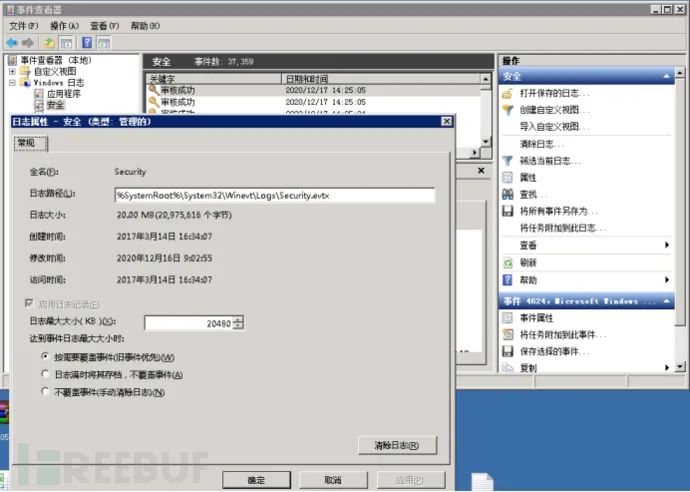 事件查看器
文件(F) 操作(A) 查看(V) 帮助(H)
事件查看器 (本地)
自定义视图
Windows 日志
应用程序
安全
安全 事件数: 37,359
关键字 日期和时间
审核成功 2020/12/17 14:25:05
审核成功 2020/12/17 14:25:05
操作
安全
打开保存的日志...
创建自定义视图...
导入自定义视图...
清除日志...
筛选当前日志...
属性
查找...
将所有事件另存为...
将任务附加到此日志...
查看
刷新
帮助
事件 4624, Microsoft Windows ...
事件属性
将任务附加到此事件...
保存选择的事件...
复制
日志属性 - 安全 (类型: 管理的)
常规
全名(F): Security
日志路径(L): %SystemRoot%\System32\Winevt\Logs\Security.evtx
日志大小: 20.00 MB(20,975,616 个字节)
创建时间: 2017年3月14日 16:34:07
修改时间: 2020年12月16日 9:02:55
访问时间: 2017年3月14日 16:34:07
启用日志记录(E)
日志最大大小( KB )(X): 20480
达到事件日志最大大小时:
按需要覆盖事件(旧事件优先)(W)
日志满时将其存档,不覆盖事件(A)
不覆盖事件(手动清除日志)(N)
清除日志(R)
确定 取消 应用(P)
REEBUF